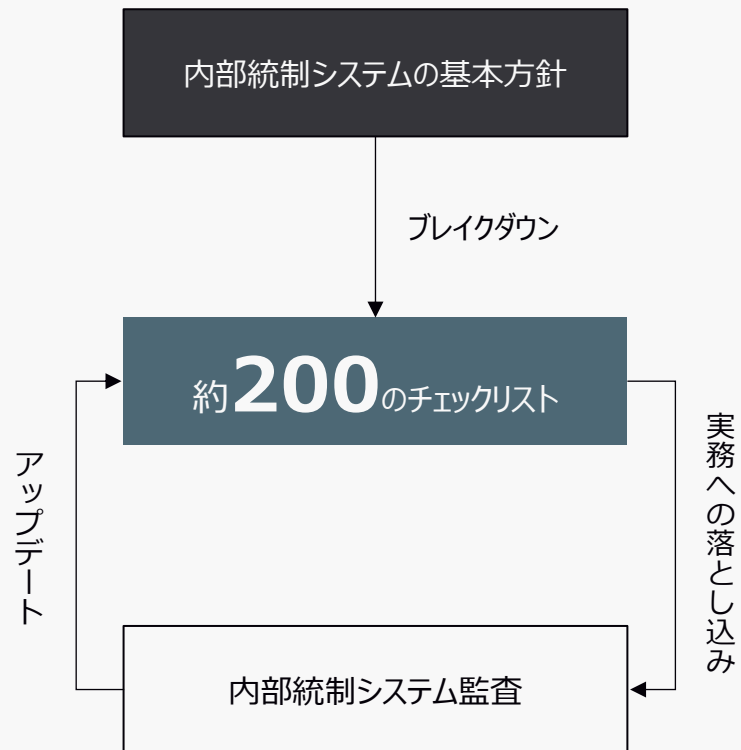 内部統制システムの基本方針
ブレイクダウン
約200のチェックリスト
アップデート
実務への落とし込み
内部統制システム監査